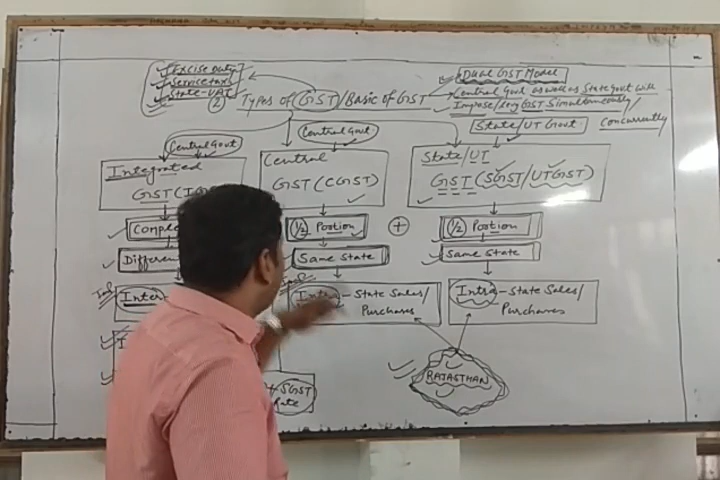 Excise Duty
Service tax
State-VAT
② Types of GST/Basic of GST
Dual GST Model
Central Govt as well as State Govt will
Impose/levy GST Simultaneously/
Concurrently
Central Govt
Central Govt
State/UT Govt
Integrated
GST
Central
GST (CGST)
State/UT
GST (SGST/UTGST)
1/2 Portion
+
1/2 Portion
Same State
Same State
Inter
Intra-State Sales/
Purchases
Intra-State Sales/
Purchases
SGST
RAJASTHAN